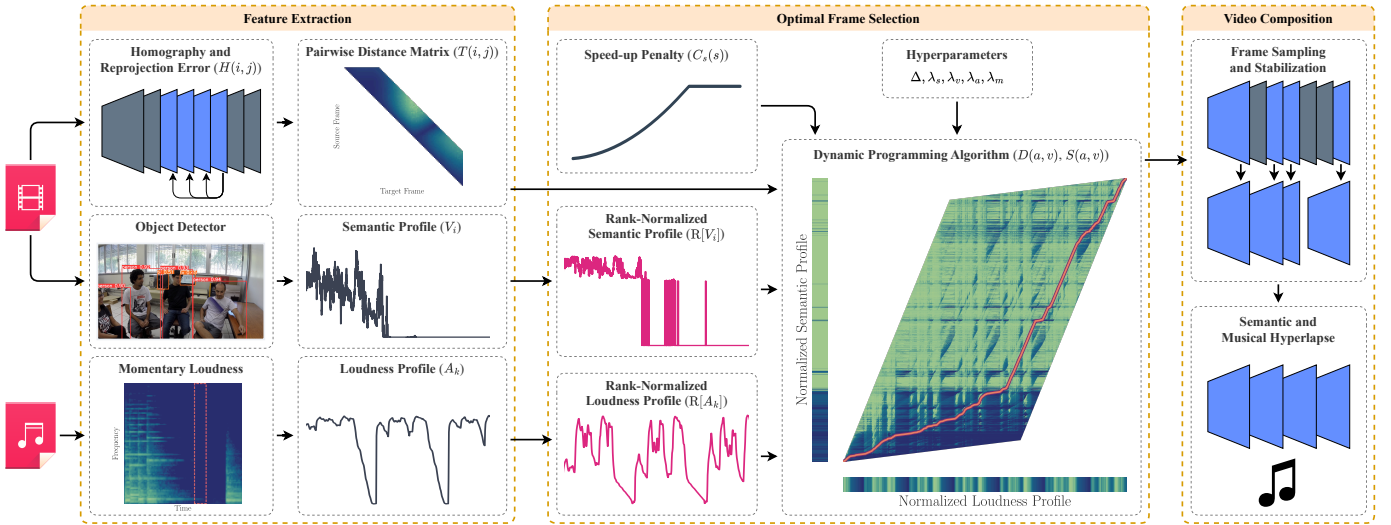 Feature Extraction
Homography and
Reprojection Error (H(i, j))
Pairwise Distance Matrix (T(i, j))
Source Frame
Target Frame
Object Detector
Semantic Profile (V_i)
Momentary Loudness
Frequency
Time
Loudness Profile (A_k)
Optimal Frame Selection
Speed-up Penalty (C_s(s))
Hyperparameters
Δ, λ_s, λ_v, λ_a, λ_m
Rank-Normalized
Semantic Profile (R[V_i])
Rank-Normalized
Loudness Profile (R[A_k])
Dynamic Programming Algorithm (D(a, v), S(a, v))
Normalized Semantic Profile
Normalized Loudness Profile
Video Composition
Frame Sampling
and Stabilization
Semantic and
Musical Hyperlapse